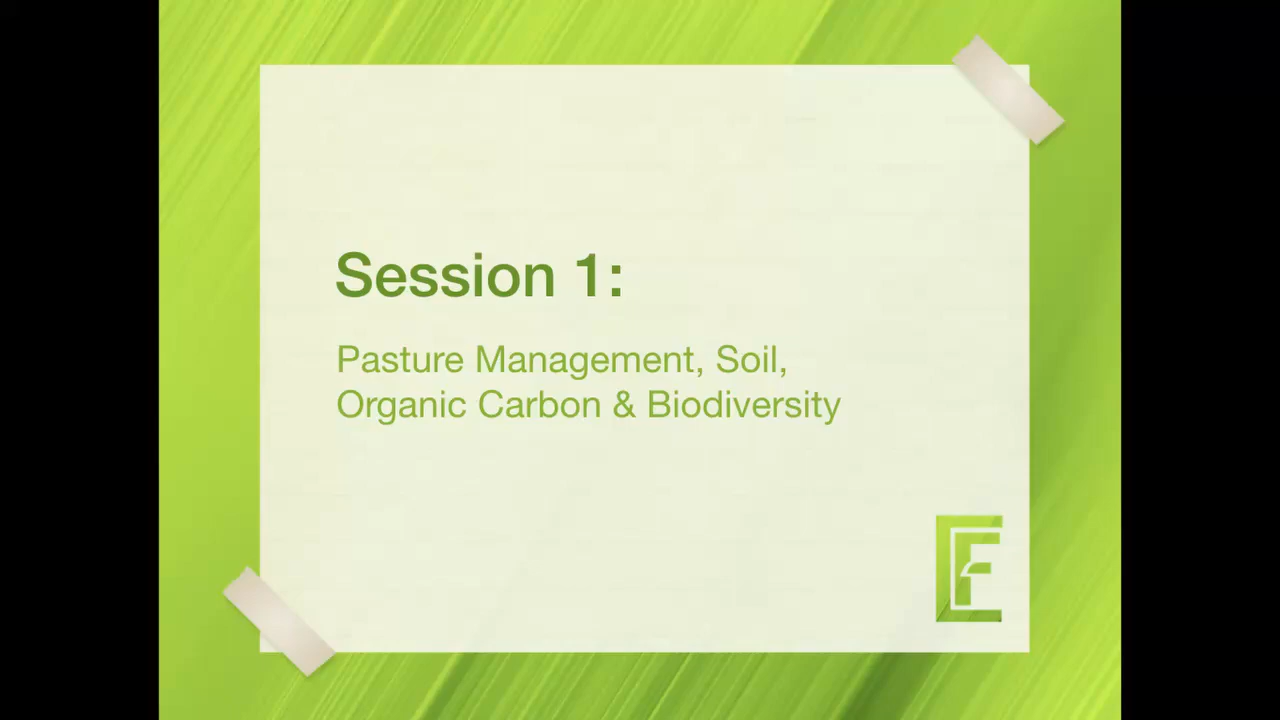 Session 1:
Pasture Management, Soil,
Organic Carbon & Biodiversity